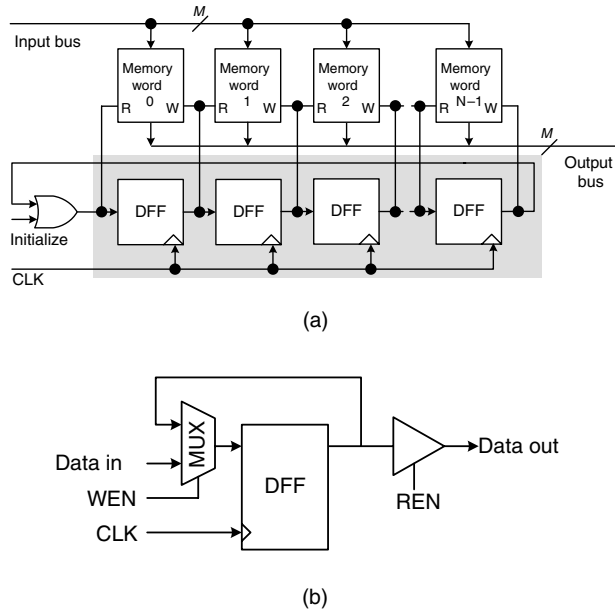 M
Input bus
Memory word 0
R W
Memory word 1
R W
Memory word 2
R W
Memory word N−1
R W
M
Output bus
DFF
DFF
DFF
DFF
Initialize
CLK
(a)
MUX
Data in
WEN
CLK
DFF
Data out
REN
(b)